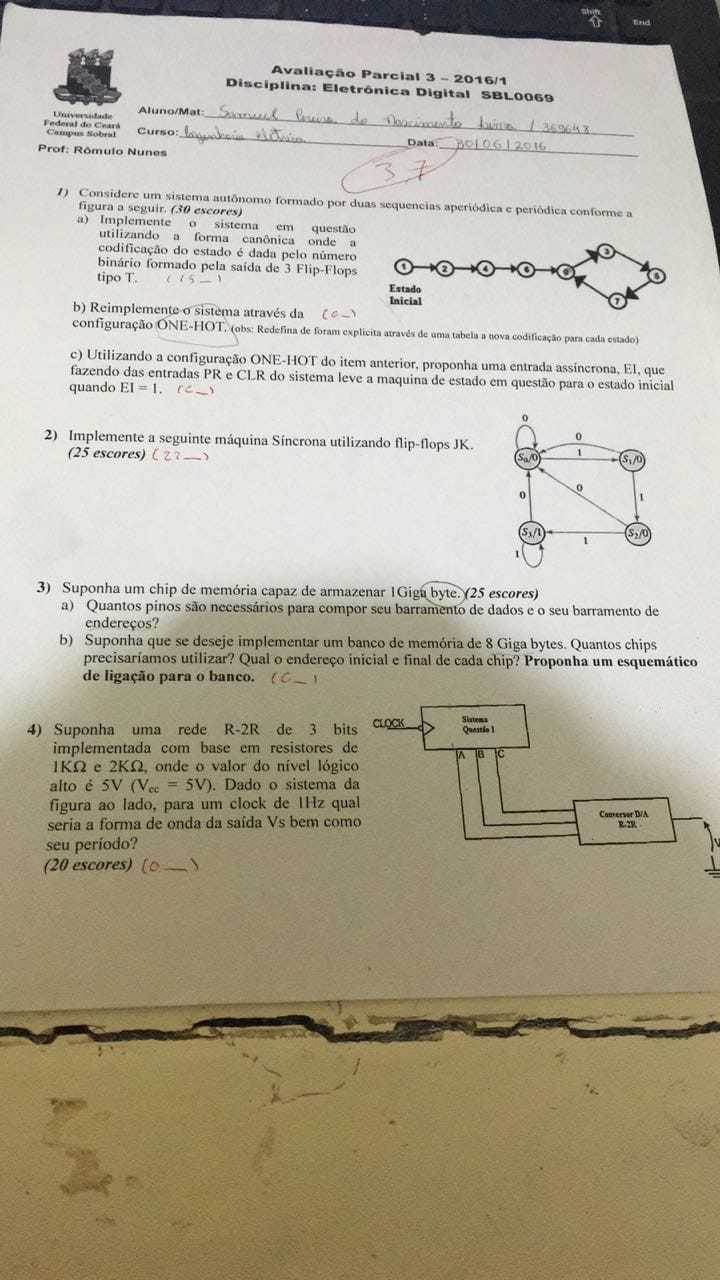 Shift
End
Avaliação Parcial 3 – 2016/1
Disciplina: Eletrônica Digital SBL0069
Universidade
Federal do Ceará
Campus Sobral
Aluno/Mat: Samuel Pereira do Nascimento / 369648
Curso: Engenharia elétrica Data: 30/06/2016
Prof: Rômulo Nunes
3,7
1) Considere um sistema autônomo formado por duas sequencias aperiódica e periódica conforme a
figura a seguir. (30 escores)
a) Implemente o sistema em questão
utilizando a forma canônica onde a
codificação do estado é dada pelo número
binário formado pela saída de 3 Flip-Flops
tipo T. (15_)
1 2 4 6 0 3 5 7
Estado
Inicial
b) Reimplemente o sistema através da (0_)
configuração ONE-HOT. (obs: Redefina de foram explicita através de uma tabela a nova codificação para cada estado)
c) Utilizando a configuração ONE-HOT do item anterior, proponha uma entrada assíncrona, EI, que
fazendo das entradas PR e CLR do sistema leve a maquina de estado em questão para o estado inicial
quando EI = 1. (0_)
2) Implemente a seguinte máquina Síncrona utilizando flip-flops JK.
(25 escores) (22_)
0
S0/0 0 1 S1/0
0 0 1
S3/1 1 S2/0
1
3) Suponha um chip de memória capaz de armazenar 1Giga byte. (25 escores)
a) Quantos pinos são necessários para compor seu barramento de dados e o seu barramento de
endereços?
b) Suponha que se deseje implementar um banco de memória de 8 Giga bytes. Quantos chips
precisaríamos utilizar? Qual o endereço inicial e final de cada chip? Proponha um esquemático
de ligação para o banco. (0_)
4) Suponha uma rede R-2R de 3 bits
implementada com base em resistores de
1KΩ e 2KΩ, onde o valor do nível lógico
alto é 5V (Vcc = 5V). Dado o sistema da
figura ao lado, para um clock de 1Hz qual
seria a forma de onda da saída Vs bem como
seu período?
(20 escores) (0_)
CLOCK
Sistema
Questão 1
A B C
Conversor D/A
R-2R
V